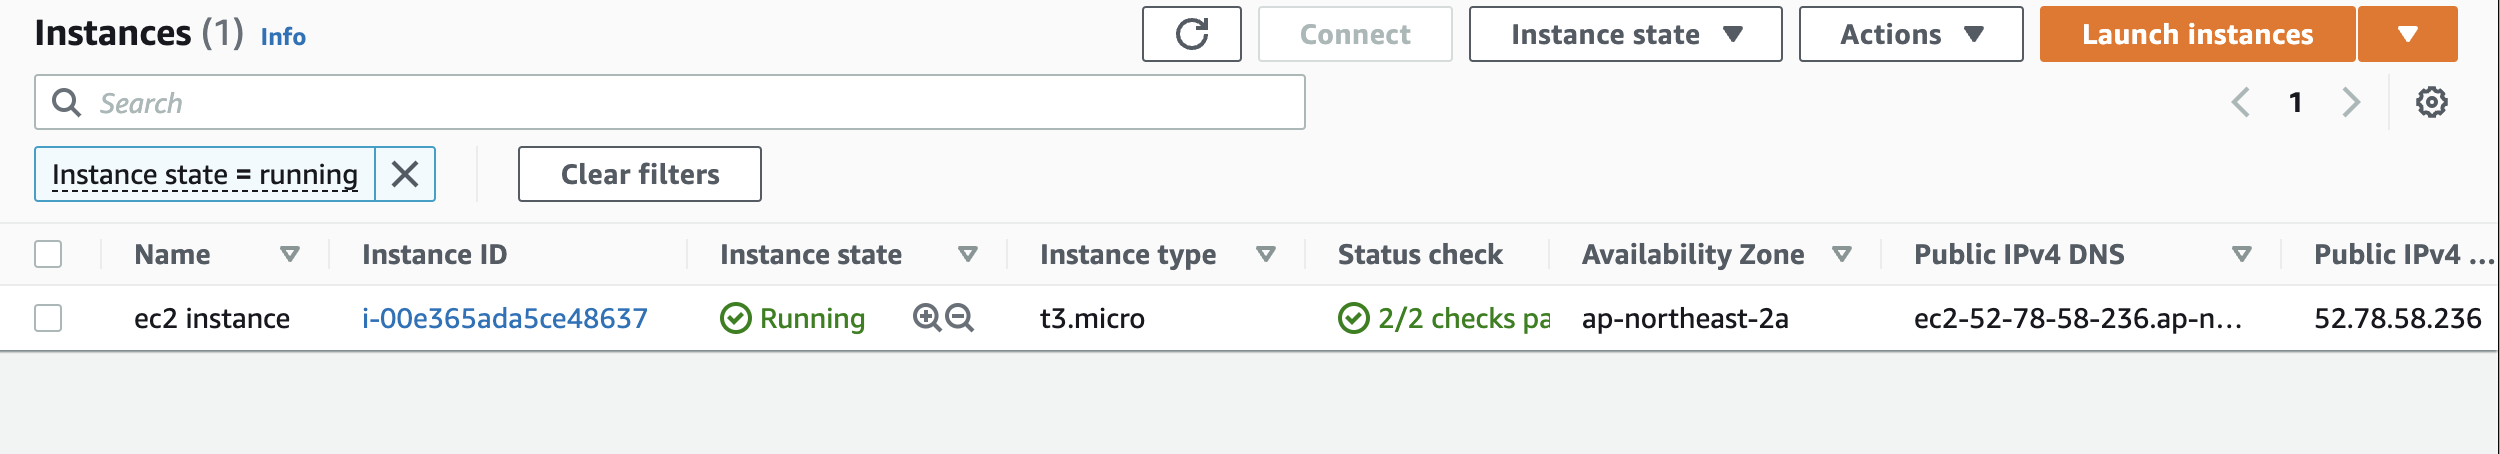 Instances (1) Info
Connect Instance state Actions Launch instances
Search
1
Instance state = running
Clear filters
Name Instance ID Instance state Instance type Status check Availability Zone Public IPv4 DNS Public IPv4 ...
ec2 instance i-00e365ada5ce48637 Running t3.micro 2/2 checks pa ap-northeast-2a ec2-52-78-58-236.ap-n... 52.78.58.236